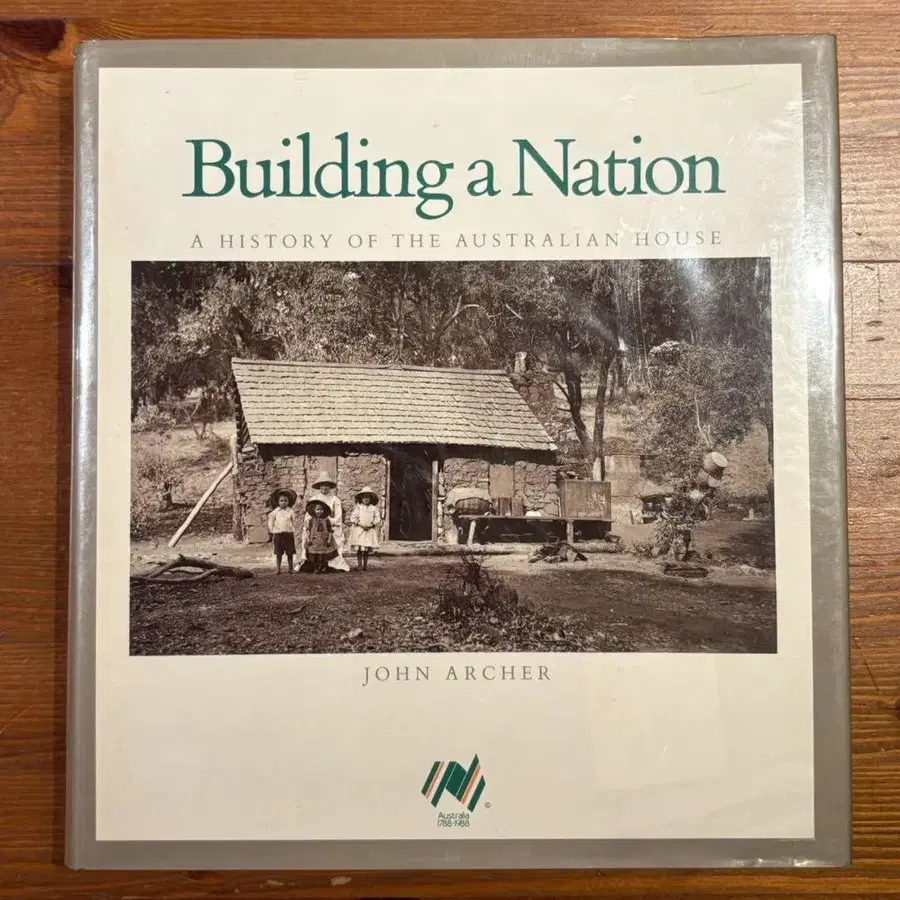 Building a Nation
A HISTORY OF THE AUSTRALIAN HOUSE
JOHN ARCHER
©
Australia
1788-1988